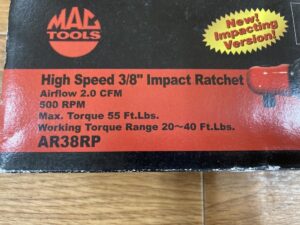 MAC
TOOLS
New!
Impacting
Version!
High Speed 3/8" Impact Ratchet
Airflow 2.0 CFM
500 RPM
Max. Torque 55 Ft.Lbs.
Working Torque Range 20～40 Ft.Lbs.
AR38RP